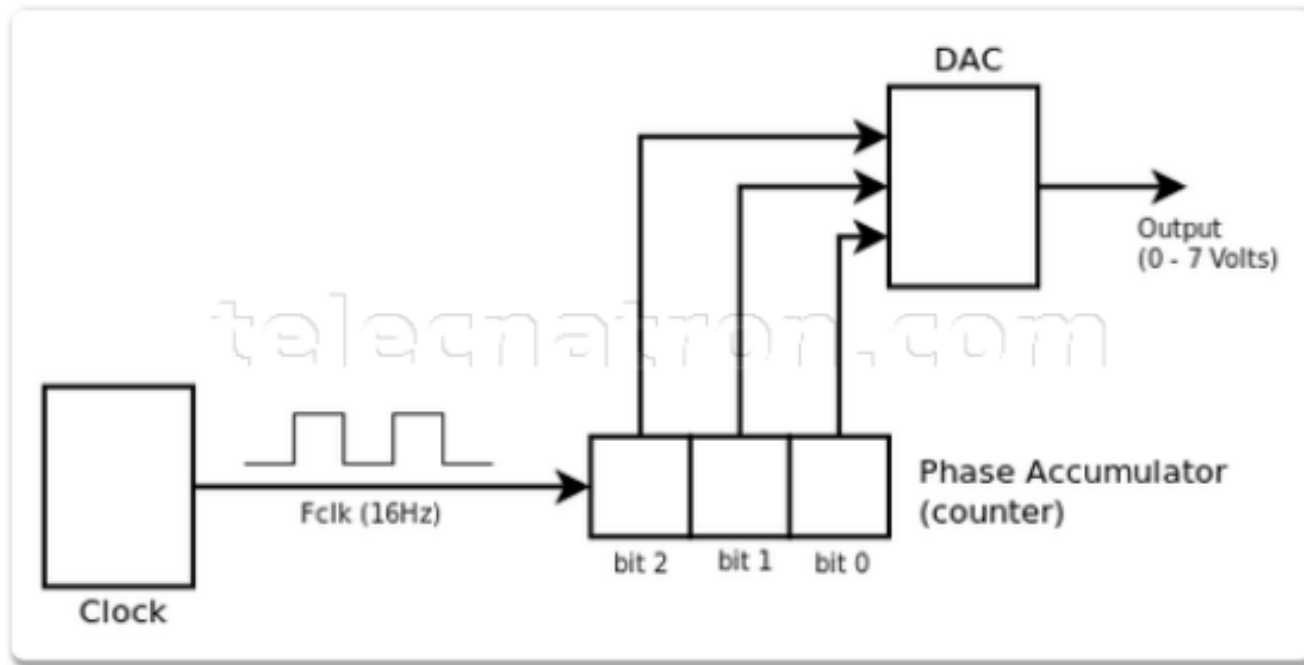 DAC
Output
(0 - 7 Volts)
telecnatron.com
Fclk (16Hz)
Phase Accumulator
(counter)
bit 2
bit 1
bit 0
Clock